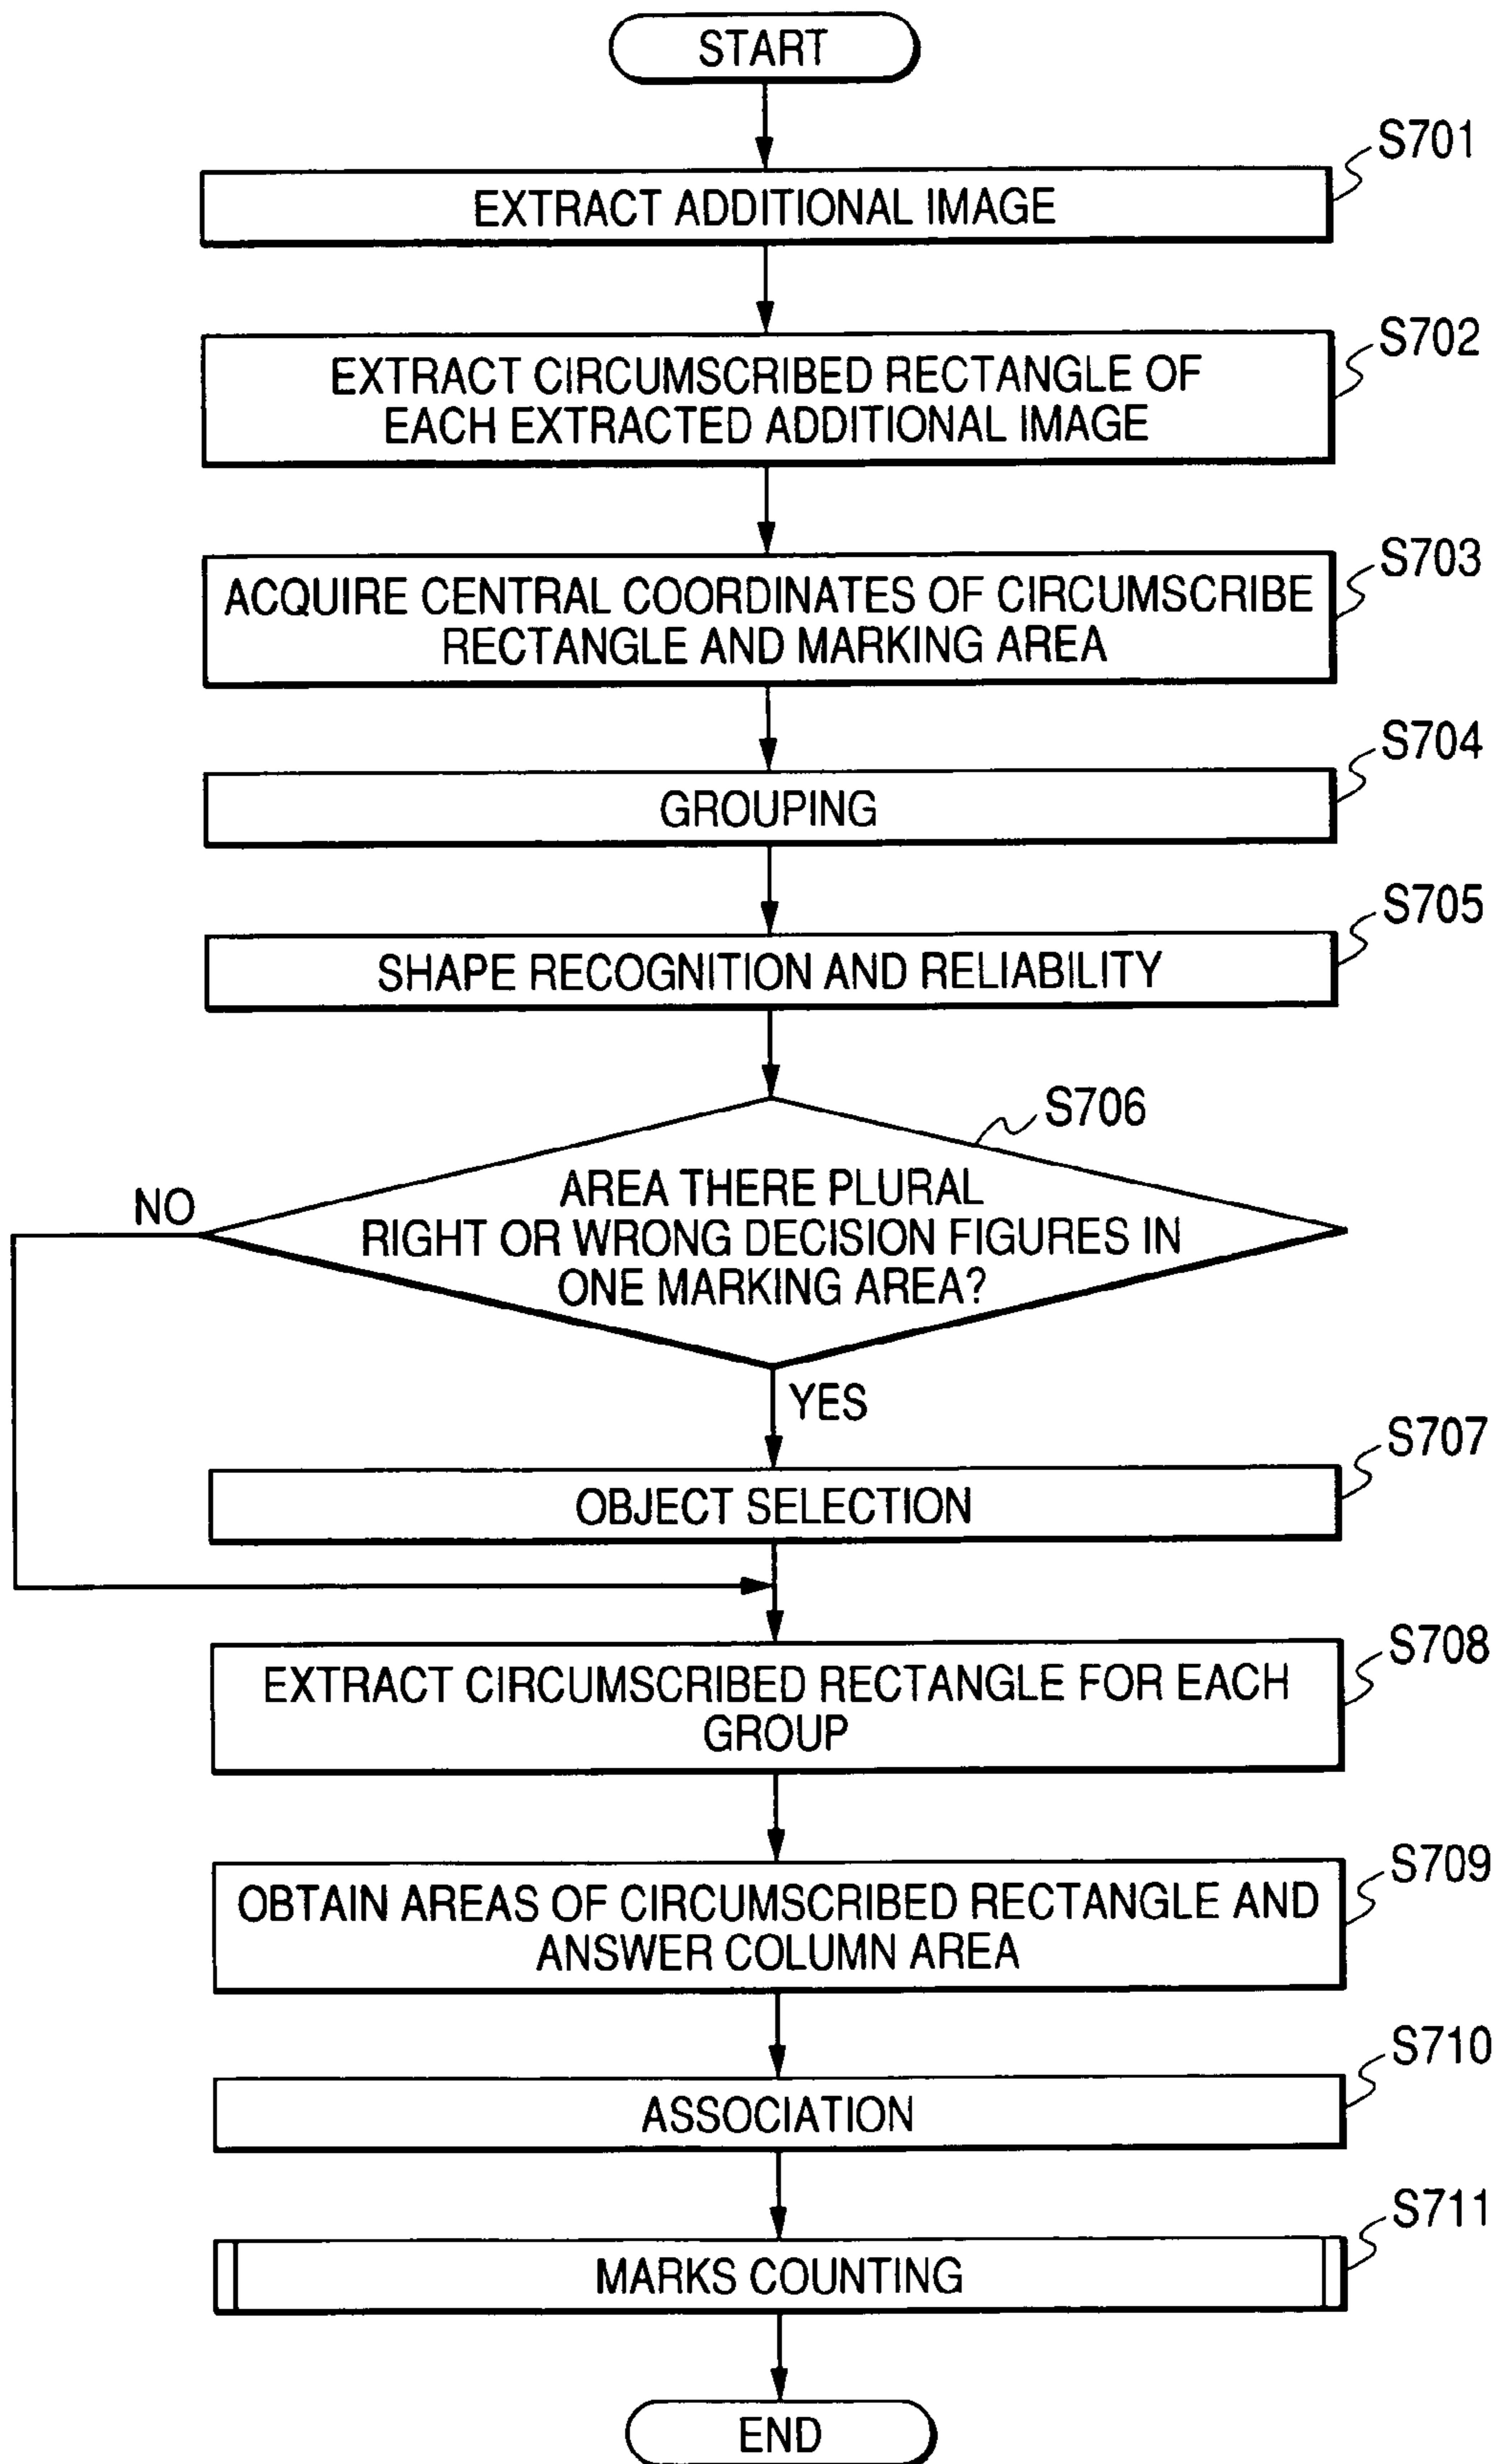 START
S701
EXTRACT ADDITIONAL IMAGE
S702
EXTRACT CIRCUMSCRIBED RECTANGLE OF
EACH EXTRACTED ADDITIONAL IMAGE
S703
ACQUIRE CENTRAL COORDINATES OF CIRCUMSCRIBE
RECTANGLE AND MARKING AREA
S704
GROUPING
S705
SHAPE RECOGNITION AND RELIABILITY
S706
AREA THERE PLURAL
RIGHT OR WRONG DECISION FIGURES IN
ONE MARKING AREA?
NO
YES
S707
OBJECT SELECTION
S708
EXTRACT CIRCUMSCRIBED RECTANGLE FOR EACH
GROUP
S709
OBTAIN AREAS OF CIRCUMSCRIBED RECTANGLE AND
ANSWER COLUMN AREA
S710
ASSOCIATION
S711
MARKS COUNTING
END